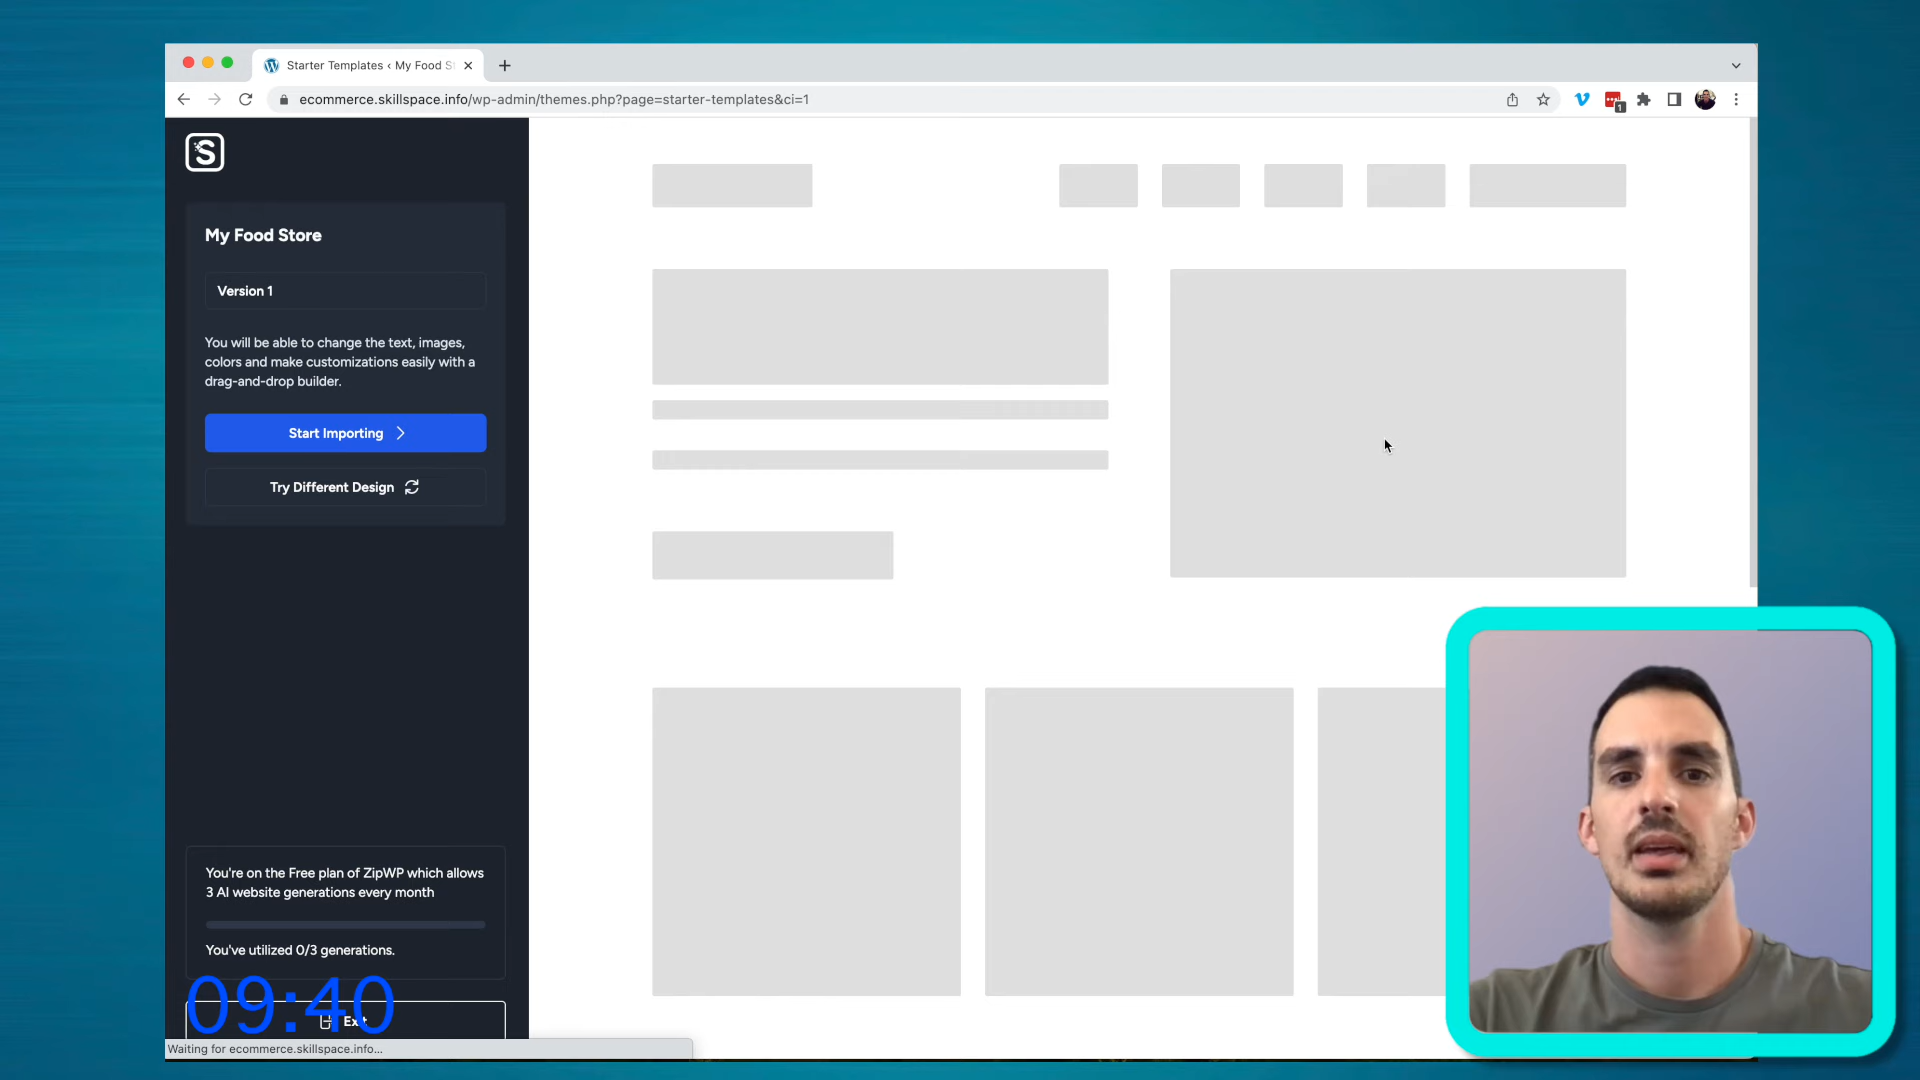 Starter Templates ‹ My Food S
ecommerce.skillspace.info/wp-admin/themes.php?page=starter-templates&ci=1
1
S
My Food Store
Version 1
You will be able to change the text, images,
colors and make customizations easily with a
drag-and-drop builder.
Start Importing
Try Different Design
You're on the Free plan of ZipWP which allows
3 AI website generations every month
You've utilized 0/3 generations.
09:40
Exit
Waiting for ecommerce.skillspace.info...